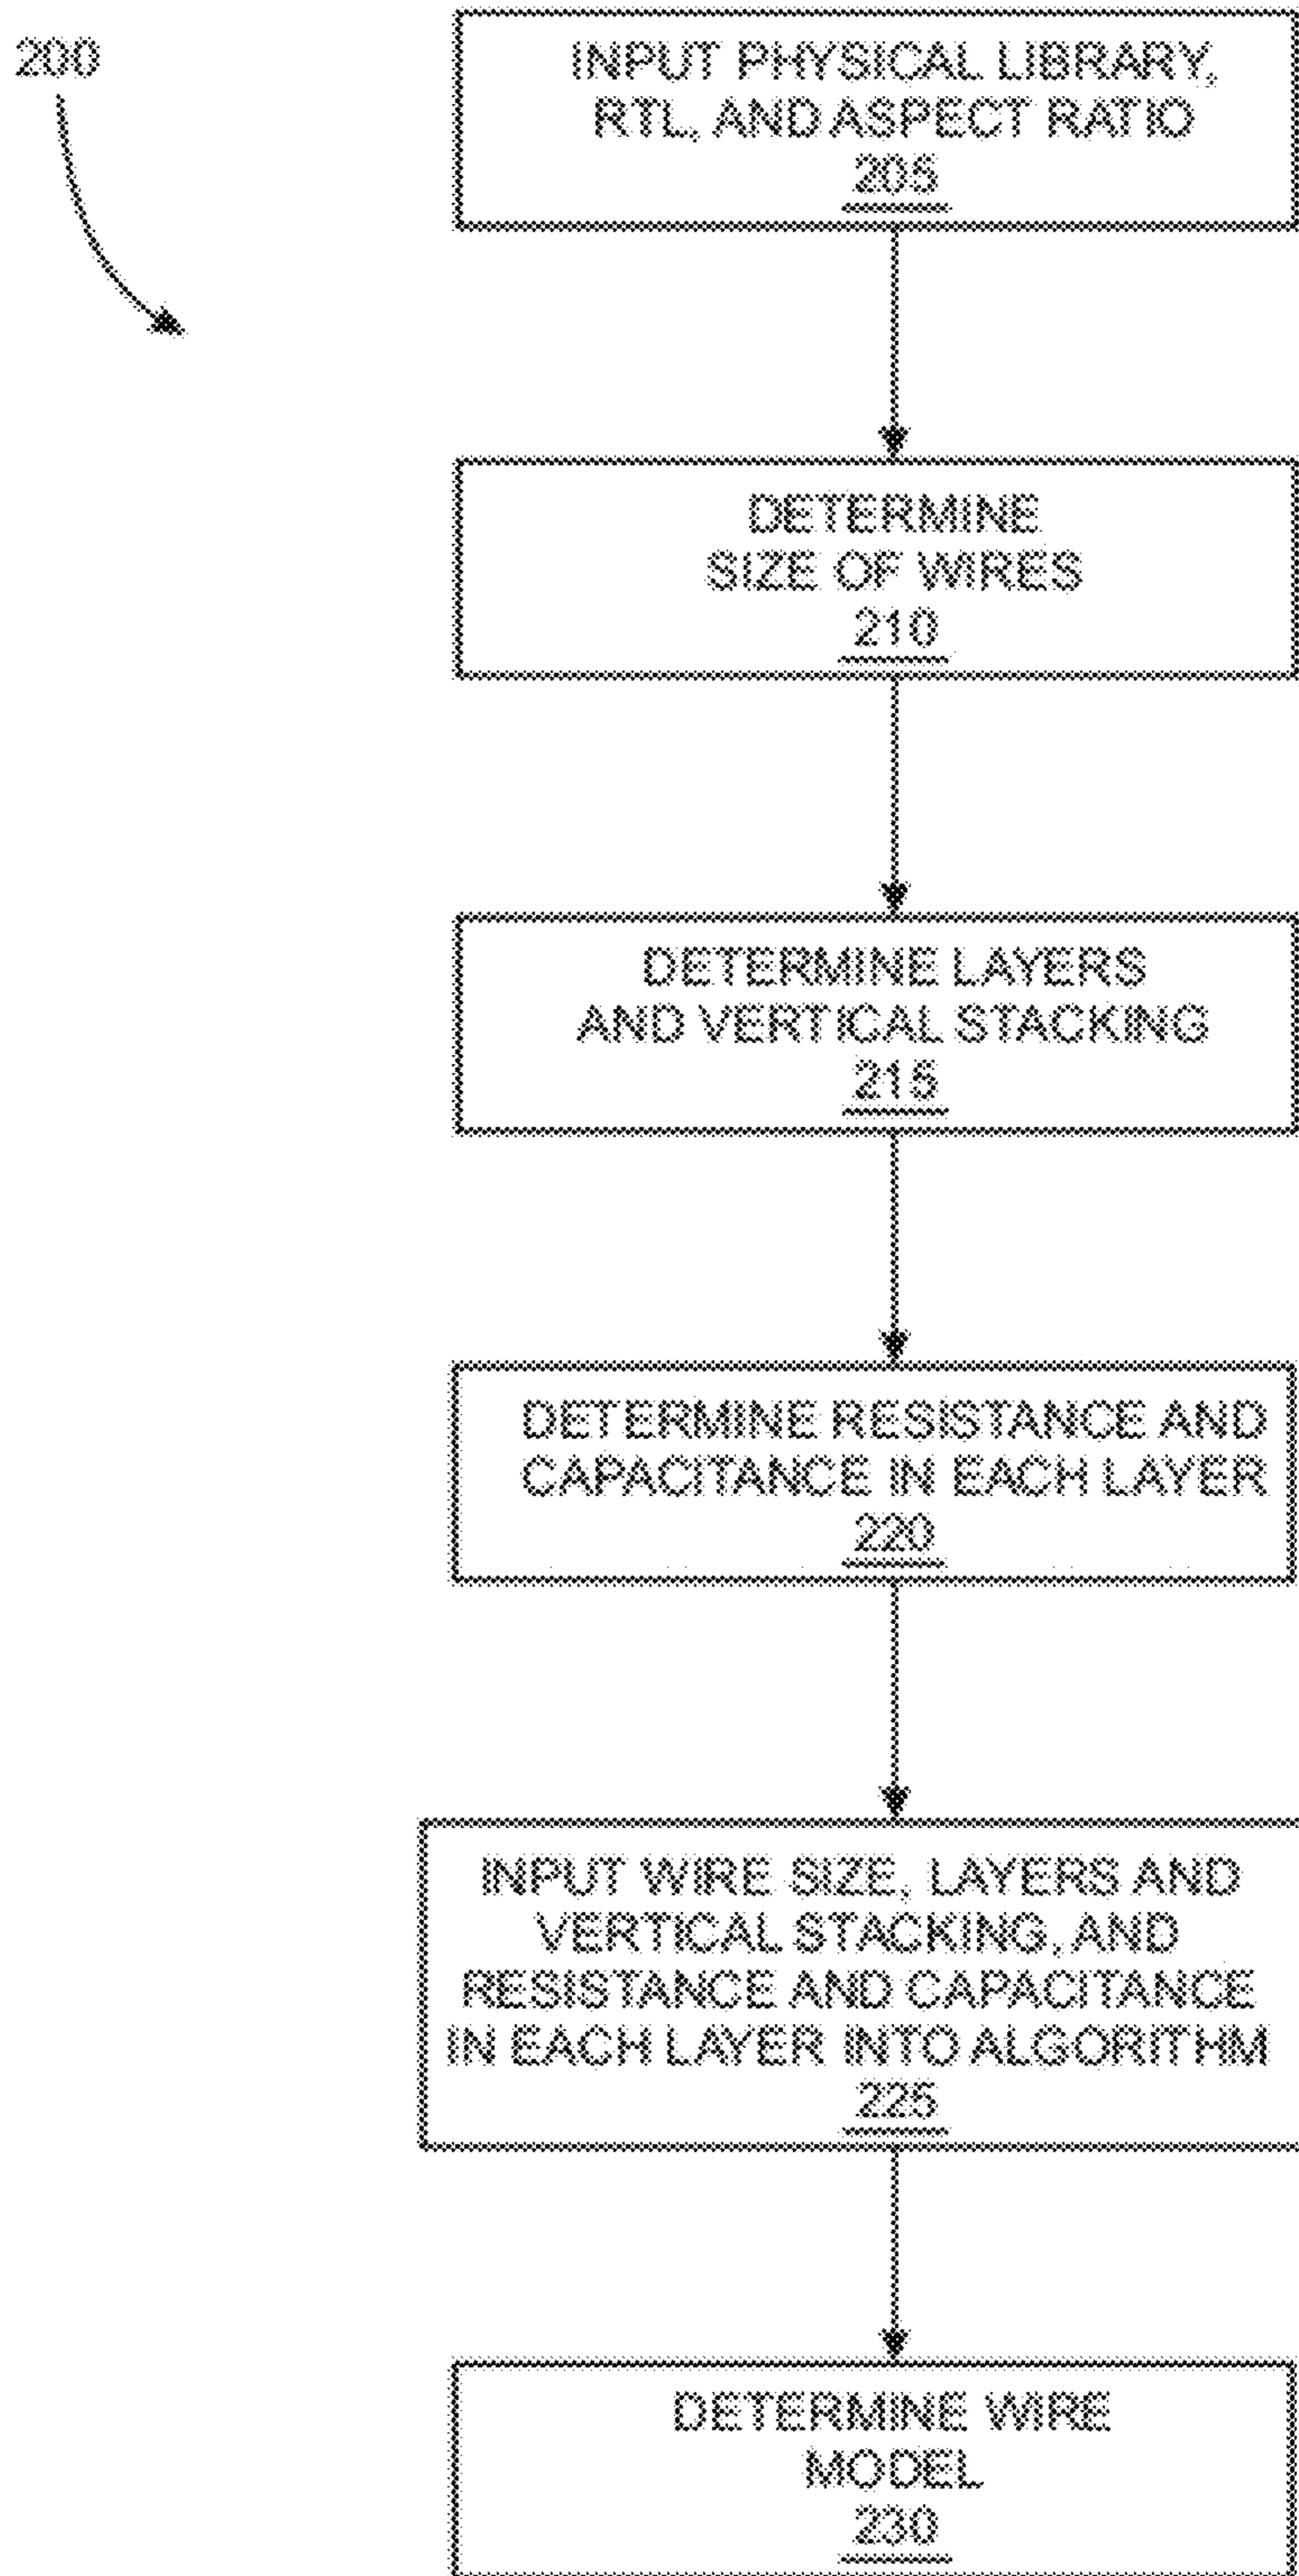 200
INPUT PHYSICAL LIBRARY,
RTL, AND ASPECT RATIO
205
DETERMINE
SIZE OF WIRES
210
DETERMINE LAYERS
AND VERTICAL STACKING
215
DETERMINE RESISTANCE AND
CAPACITANCE IN EACH LAYER
220
INPUT WIRE SIZE, LAYERS AND
VERTICAL STACKING, AND
RESISTANCE AND CAPACITANCE
IN EACH LAYER INTO ALGORITHM
225
DETERMINE WIRE
MODEL
230